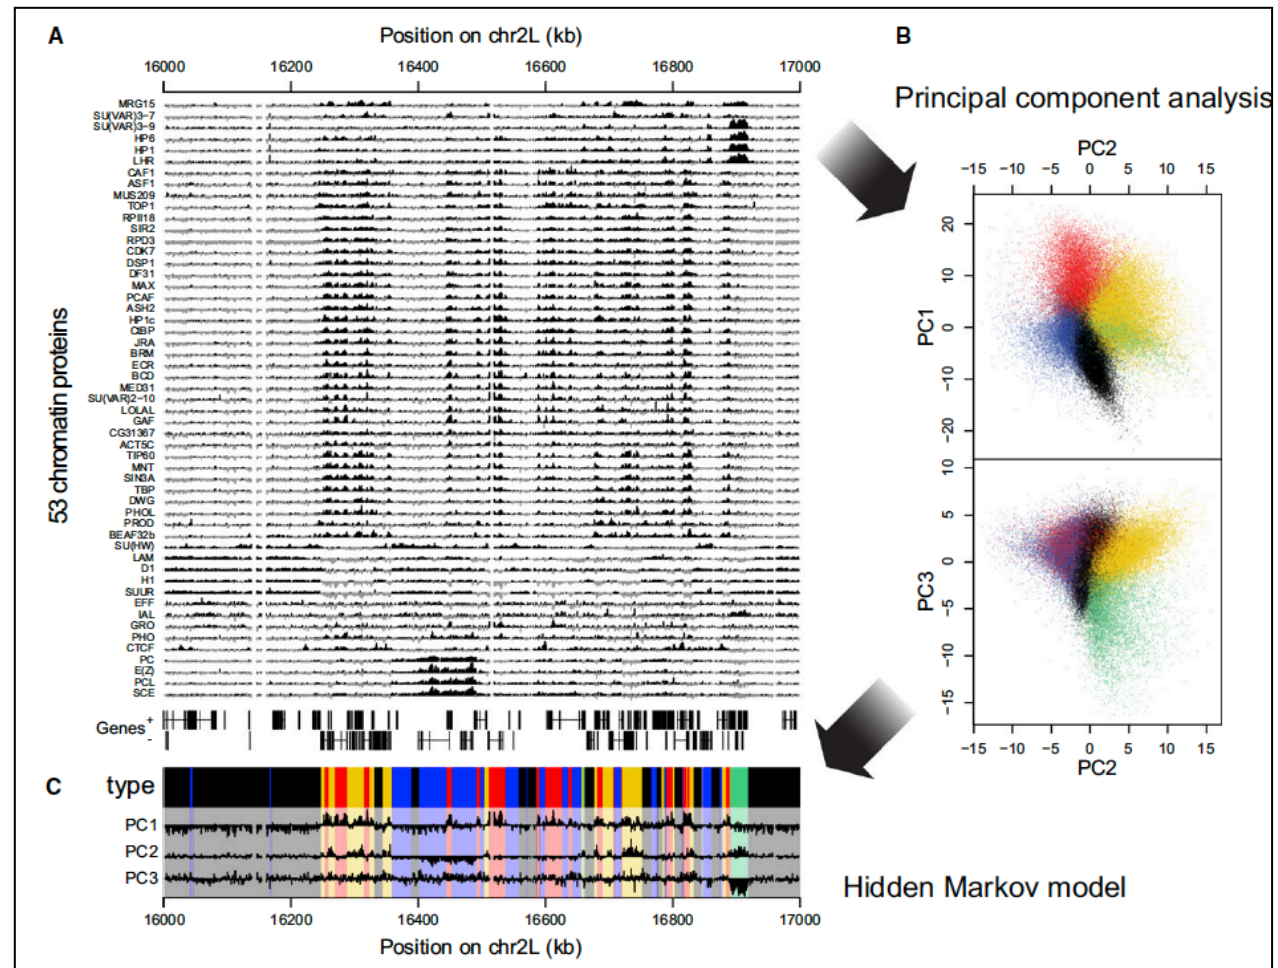 A
Position on chr2L (kb)
16000 16200 16400 16600 16800 17000
53 chromatin proteins
MRG15
SU(VAR)3-7
SU(VAR)3-9
HP6
HP1
LHR
CAF1
ASF1
MUS209
TOP1
RPII18
SIR2
RPD3
CDK7
DSP1
DF31
MAX
PCAF
ASH2
HP1c
CtBP
JRA
BRM
ECR
BCD
MED31
SU(VAR)2-10
LOLAL
GAF
CG31367
ACT5C
TIP60
MNT
SIN3A
TBP
DWG
PHOL
PROD
BEAF32b
SU(HW)
LAM
D1
H1
SUUR
EFF
IAL
GRO
PHO
CTCF
PC
E(Z)
PCL
SCE
Genes +
-
B
Principal component analysis
PC2
-15 -10 -5 0 5 10 15
PC1
20
10
0
-10
-20
PC3
10
5
0
-5
-10
-15
-15 -10 -5 0 5 10 15
PC2
C
type
PC1
PC2
PC3
16000 16200 16400 16600 16800 17000
Position on chr2L (kb)
Hidden Markov model